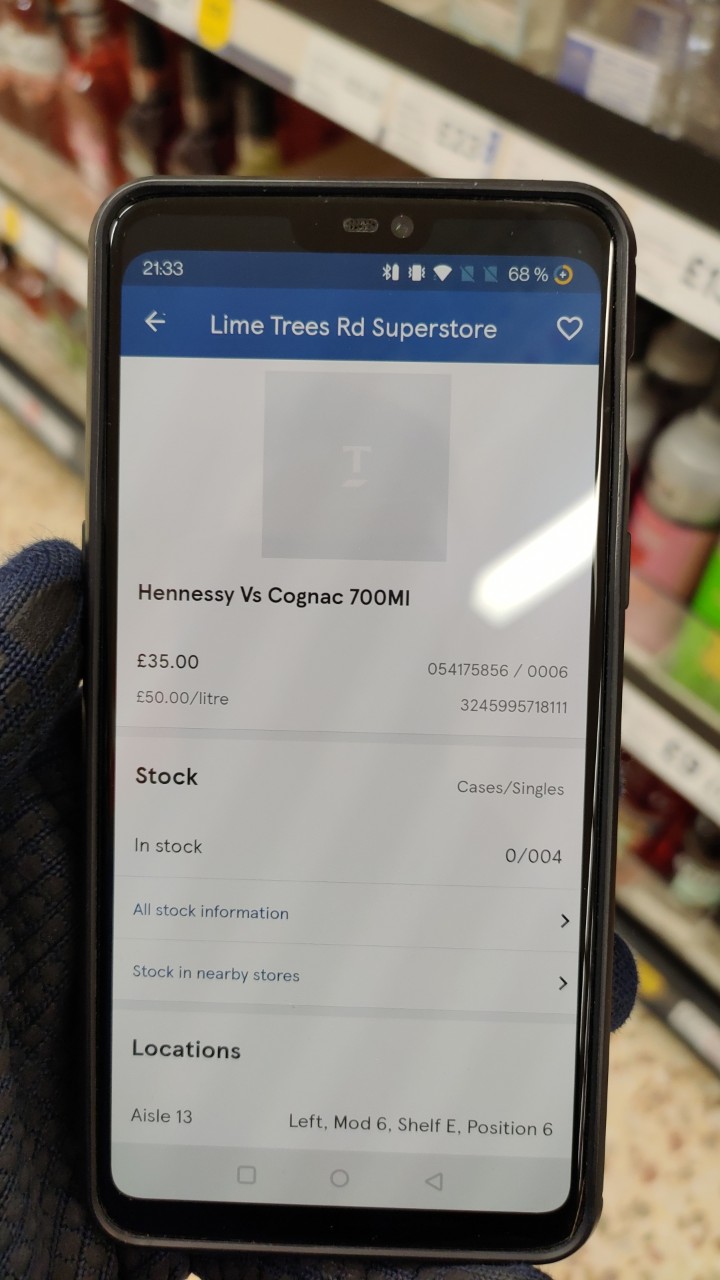 21:33 68 %
Lime Trees Rd Superstore
T
Hennessy Vs Cognac 700Ml
£35.00 054175856 / 0006
£50.00/litre 3245995718111
Stock Cases/Singles
In stock 0/004
All stock information
Stock in nearby stores
Locations
Aisle 13 Left, Mod 6, Shelf E, Position 6